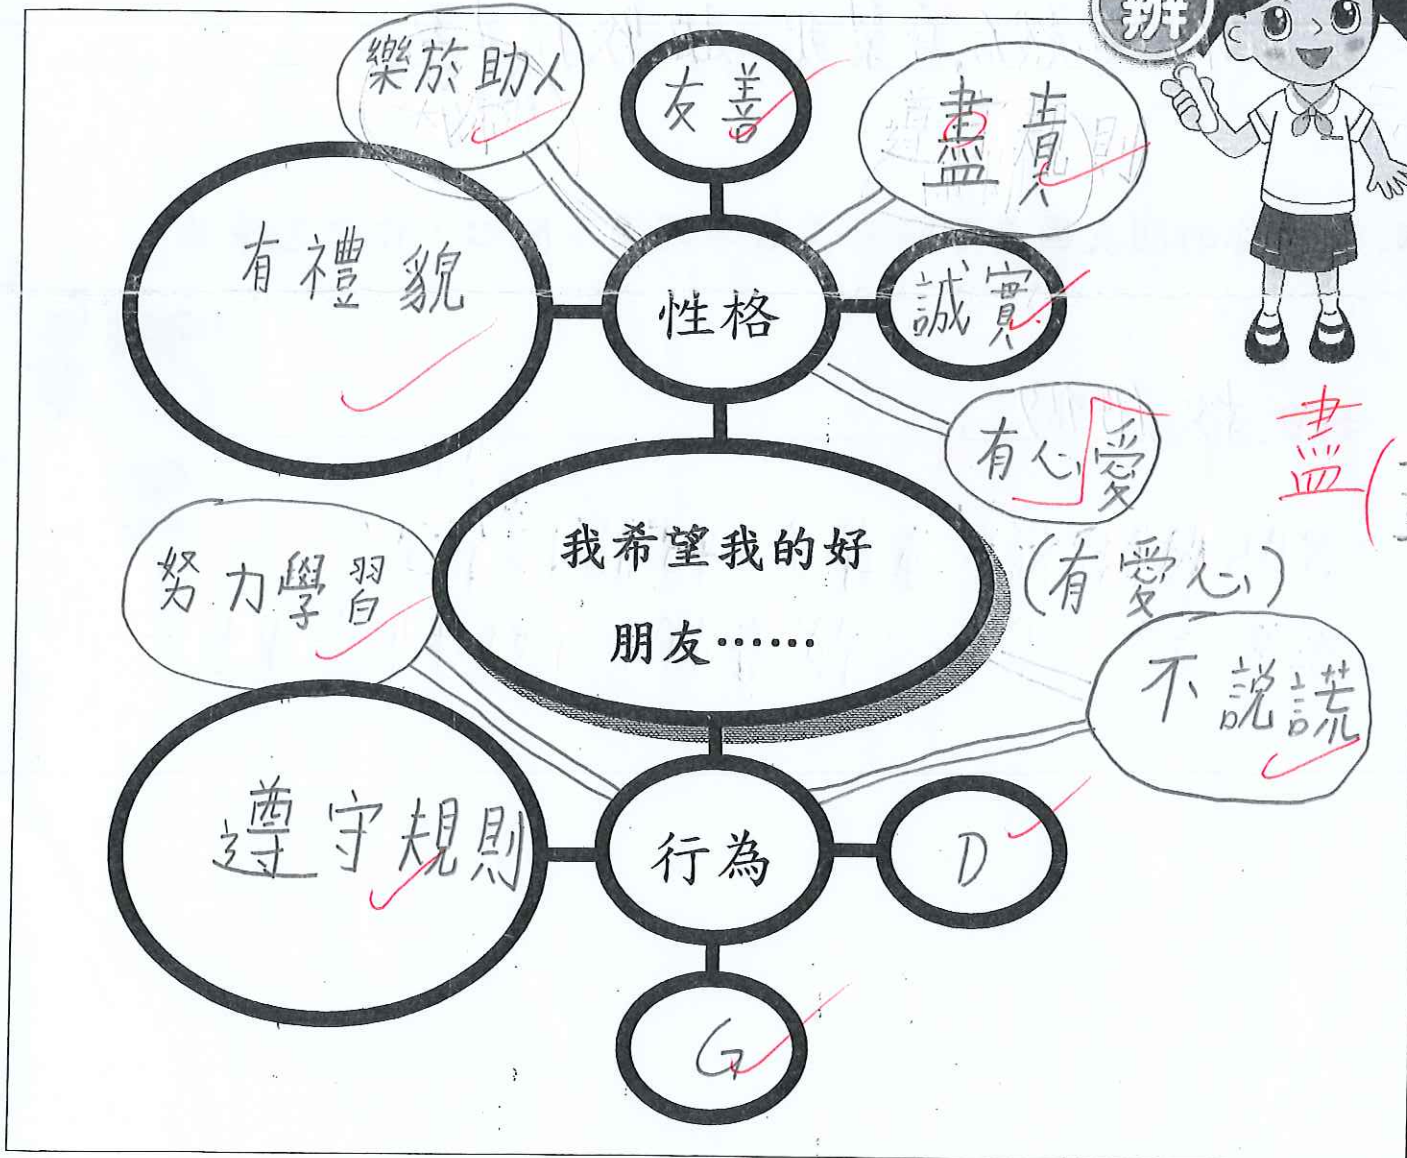 辨
樂於助人
友善
盡責
有禮貌
性格
誠實
有心愛
盡(
我希望我的好
朋友……
(有愛心)
努力學習
不説謊
遵守規則
行為
D
G